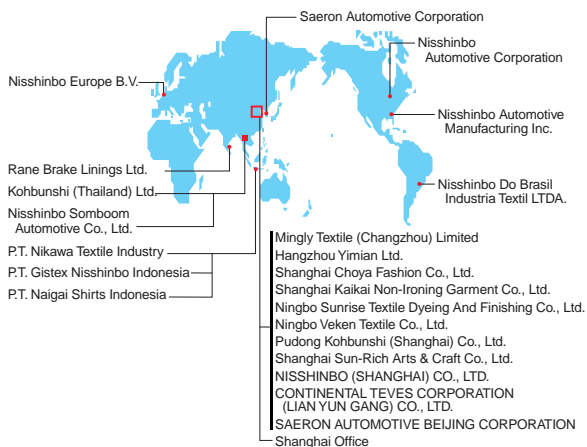 Saeron Automotive Corporation
Nisshinbo
Automotive Corporation
Nisshinbo Europe B.V.
Nisshinbo Automotive
Manufacturing Inc.
Rane Brake Linings Ltd.
Kohbunshi (Thailand) Ltd.
Nisshinbo Somboom
Automotive Co., Ltd.
Nisshinbo Do Brasil
Industria Textil LTDA.
P.T. Nikawa Textile Industry
P.T. Gistex Nisshinbo Indonesia
P.T. Naigai Shirts Indonesia
Mingly Textile (Changzhou) Limited
Hangzhou Yimian Ltd.
Shanghai Choya Fashion Co., Ltd.
Shanghai Kaikai Non-Ironing Garment Co., Ltd.
Ningbo Sunrise Textile Dyeing And Finishing Co., Ltd.
Ningbo Veken Textile Co., Ltd.
Pudong Kohbunshi (Shanghai) Co., Ltd.
Shanghai Sun-Rich Arts & Craft Co., Ltd.
NISSHINBO (SHANGHAI) CO., LTD.
CONTINENTAL TEVES CORPORATION
(LIAN YUN GANG) CO., LTD.
SAERON AUTOMOTIVE BEIJING CORPORATION
Shanghai Office